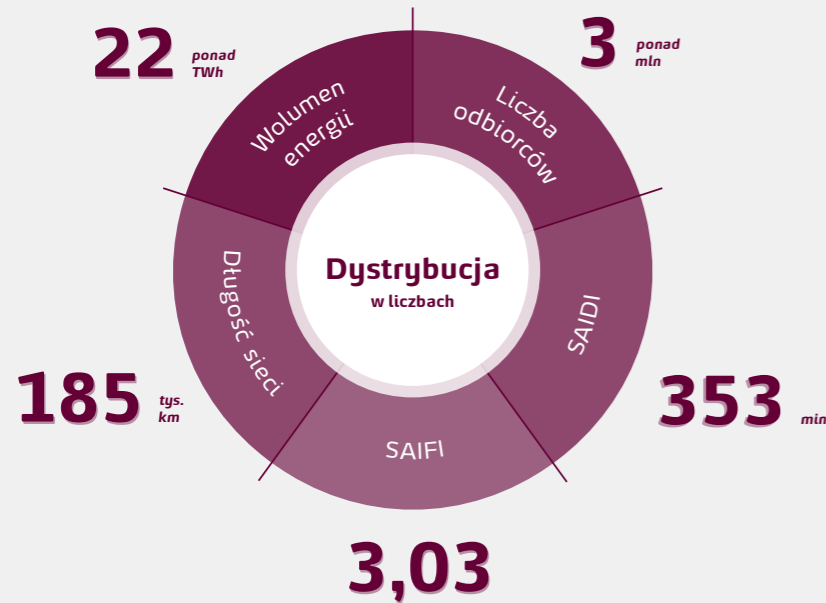 22 ponad
TWh
3 ponad
mln
Wolumen
energii
Liczba
odbiorców
Dystrybucja
w liczbach
Długość sieci
SAIDI
185 tys.
km
353 min
SAIFI
3,03